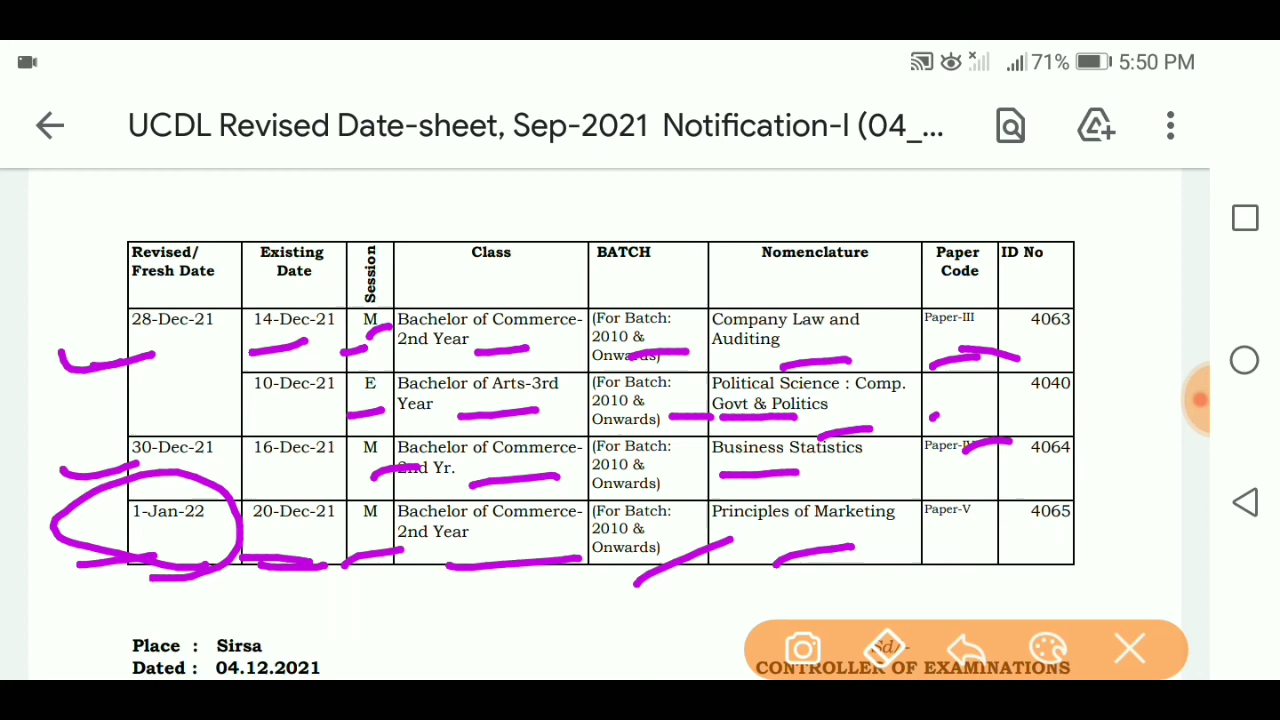 71% 5:50 PM
UCDL Revised Date-sheet, Sep-2021 Notification-I (04_...
Revised/ Existing Session Class BATCH Nomenclature Paper ID No
Fresh Date Date Code
28-Dec-21 14-Dec-21 M Bachelor of Commerce- (For Batch: Company Law and Paper-III 4063
2nd Year 2010 & Auditing
Onwards)
10-Dec-21 E Bachelor of Arts-3rd (For Batch: Political Science : Comp. 4040
Year 2010 & Govt & Politics
Onwards)
30-Dec-21 16-Dec-21 M Bachelor of Commerce- (For Batch: Business Statistics Paper-IV 4064
2nd Yr. 2010 &
Onwards)
1-Jan-22 20-Dec-21 M Bachelor of Commerce- (For Batch: Principles of Marketing Paper-V 4065
2nd Year 2010 &
Onwards)
Place : Sirsa Sd/-
Dated : 04.12.2021 CONTROLLER OF EXAMINATIONS